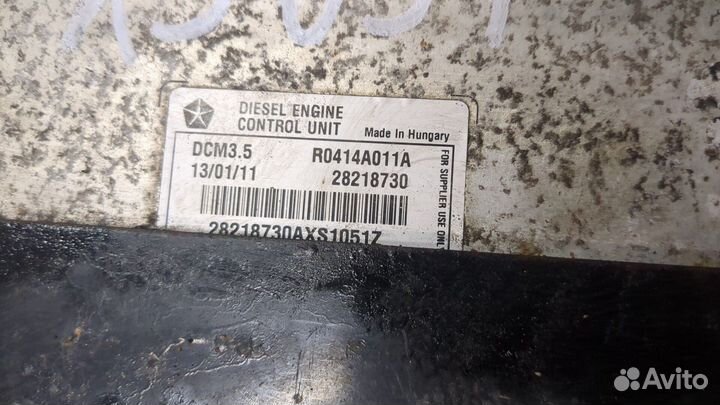 DIESEL ENGINE
CONTROL UNIT
Made in Hungary
DCM3.5 R0414A011A
13/01/11 28218730
28218730AXS1051Z
FOR SUPPLIER USE ONLY
Avito